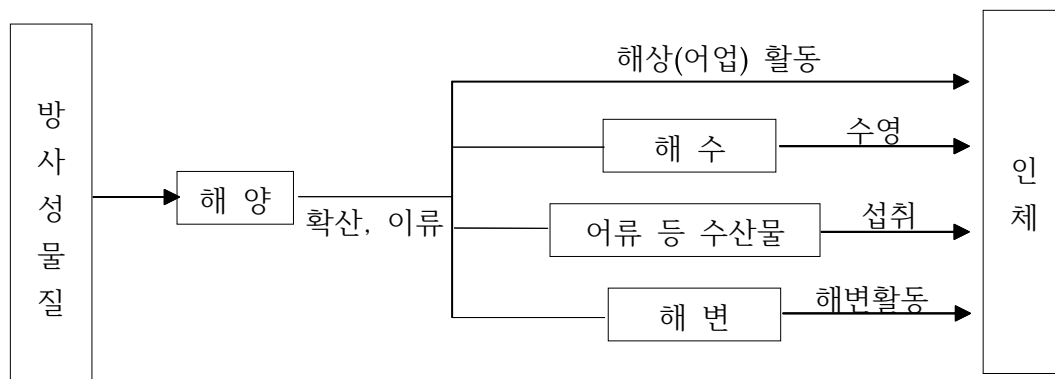 방사성물질
해 양
확산, 이류
해상(어업) 활동
해 수
수영
어류 등 수산물
섭취
해 변
해변활동
인체